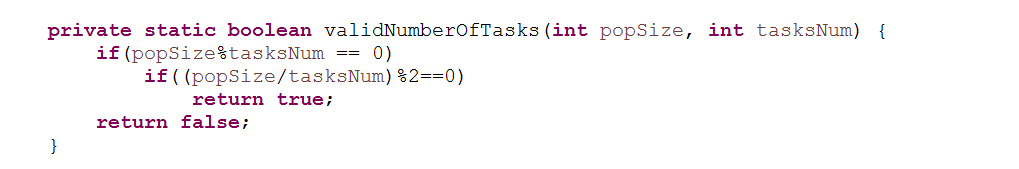 private static boolean validNumberOfTasks(int popSize, int tasksNum) {
    if(popSize%tasksNum == 0)
        if((popSize/tasksNum)%2==0)
            return true;
    return false;
}